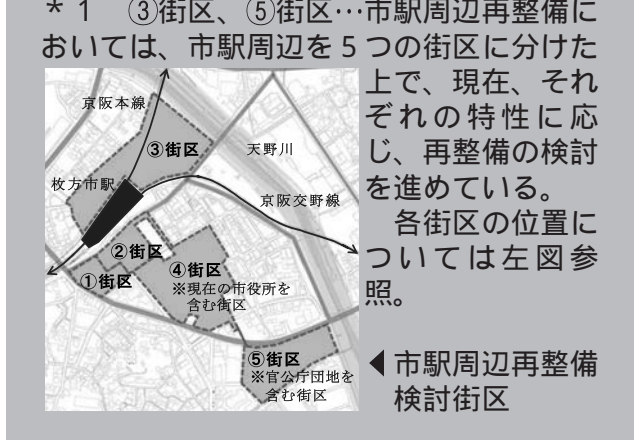 *1　③街区、⑤街区…市駅周辺再整備に
おいては、市駅周辺を5つの街区に分けた
上で、現在、それ
ぞれの特性に応
じ、再整備の検討
を進めている。
各街区の位置に
ついては左図参
照。
◀市駅周辺再整備
検討街区
京阪本線
③街区
天野川
枚方市駅
京阪交野線
②街区
①街区
④街区
※現在の市役所を
含む街区
⑤街区
※官公庁団地を
含む街区